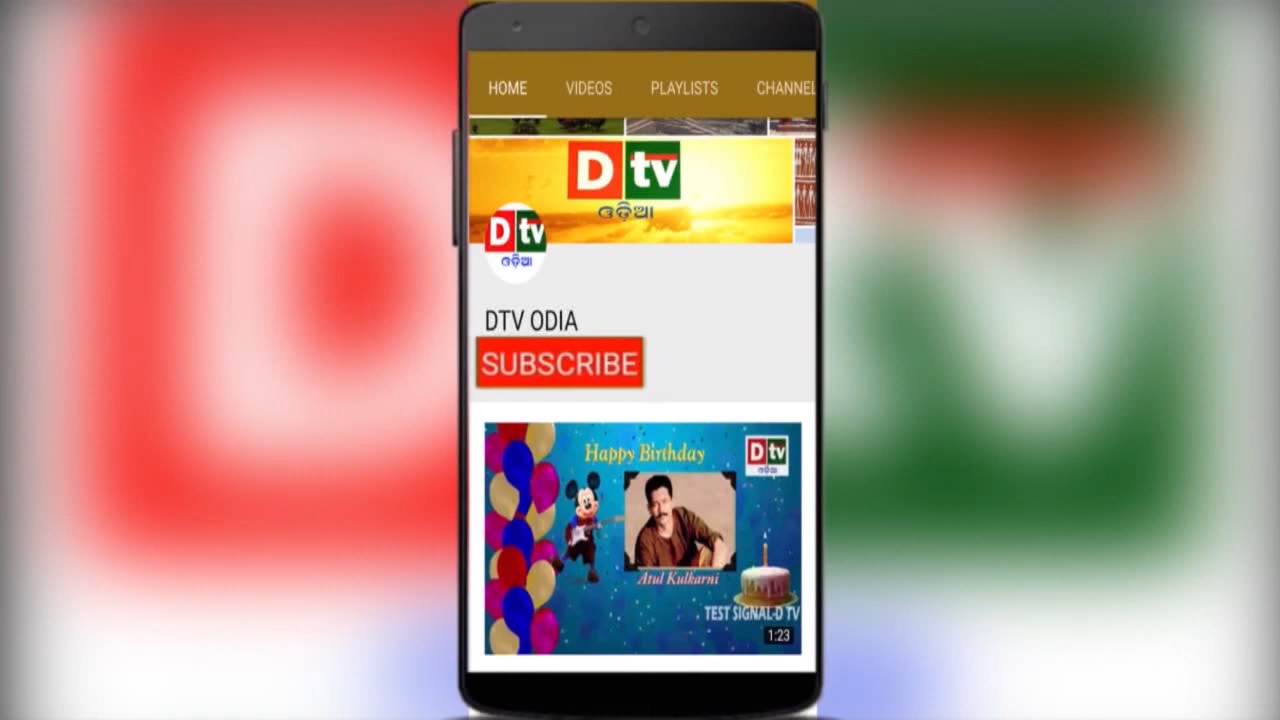 HOME VIDEOS PLAYLISTS CHANNEL
D tv
ଓଡ଼ିଆ
D tv
ଓଡ଼ିଆ
DTV ODIA
SUBSCRIBE
Happy Birthday
D tv
ଓଡ଼ିଆ
Atul Kulkarni
TEST SIGNAL-D TV
1:23